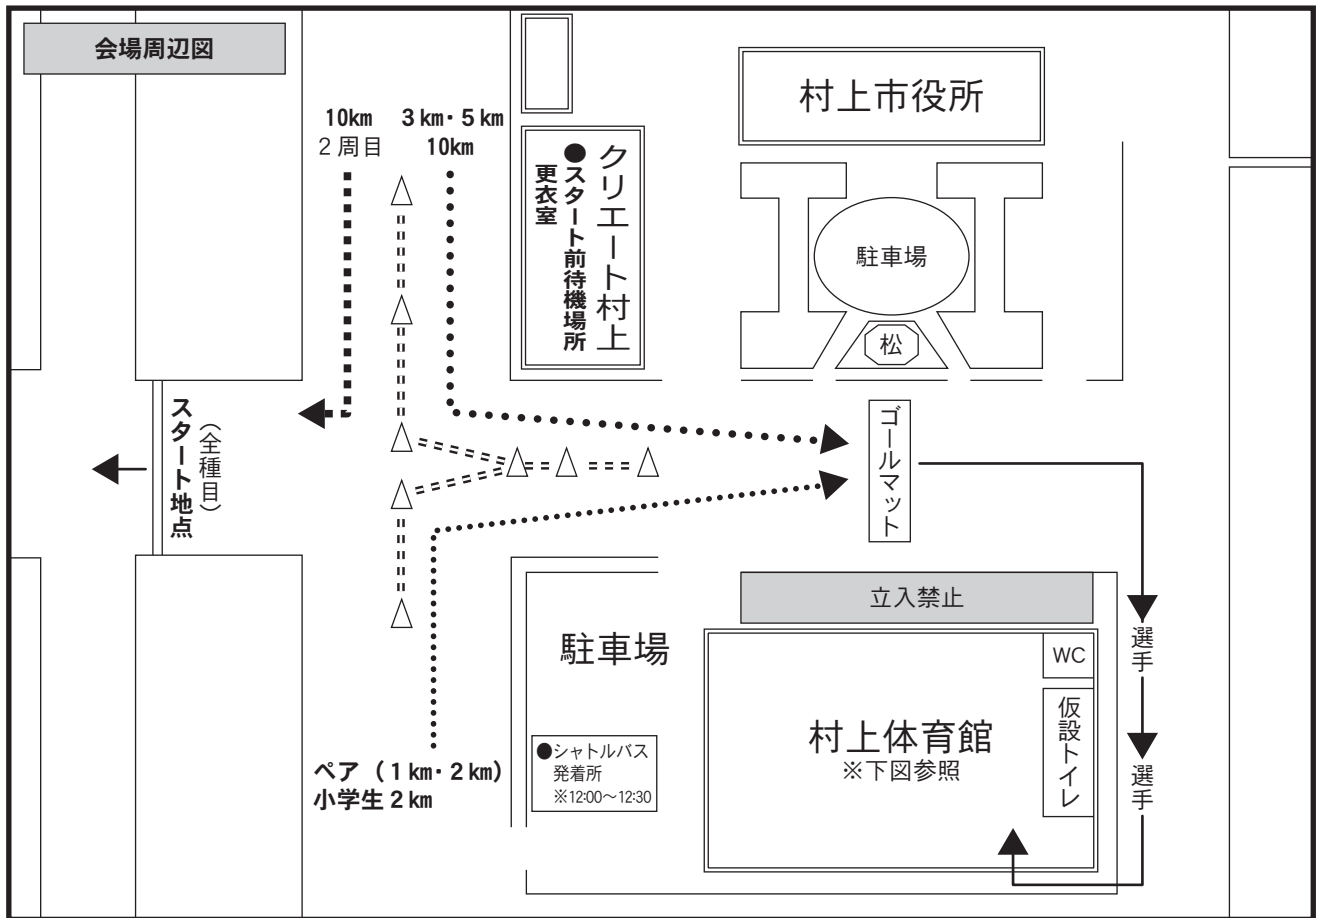 会場周辺図
村上市役所
10km
２周目
３km・５km
10km
クリエート村上
●スタート前待機場所
更衣室
駐車場
松
スタート地点
（全種目）
ゴールマット
立入禁止
選手
WC
駐車場
仮設トイレ
村上体育館
※下図参照
選手
●シャトルバス
発着所
※12:00～12:30
ペア（１km・２km）
小学生２km